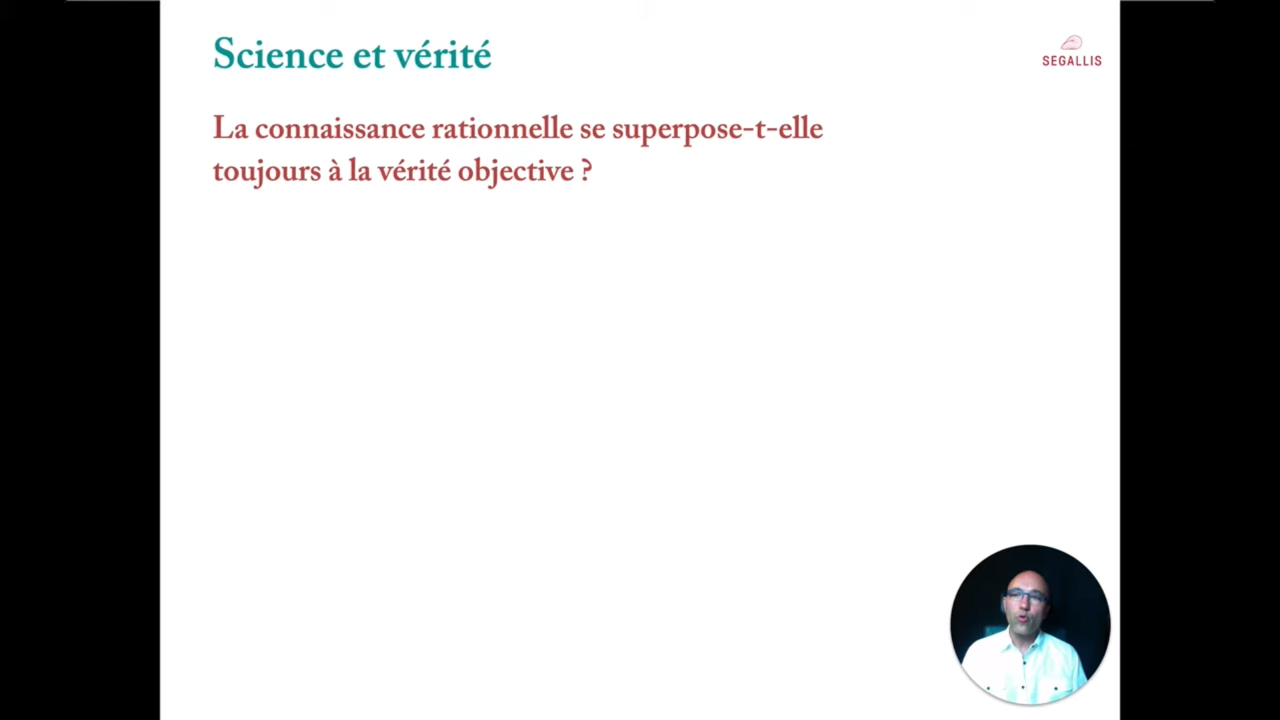 Science et vérité
SEGALLIS
La connaissance rationnelle se superpose-t-elle
toujours à la vérité objective ?